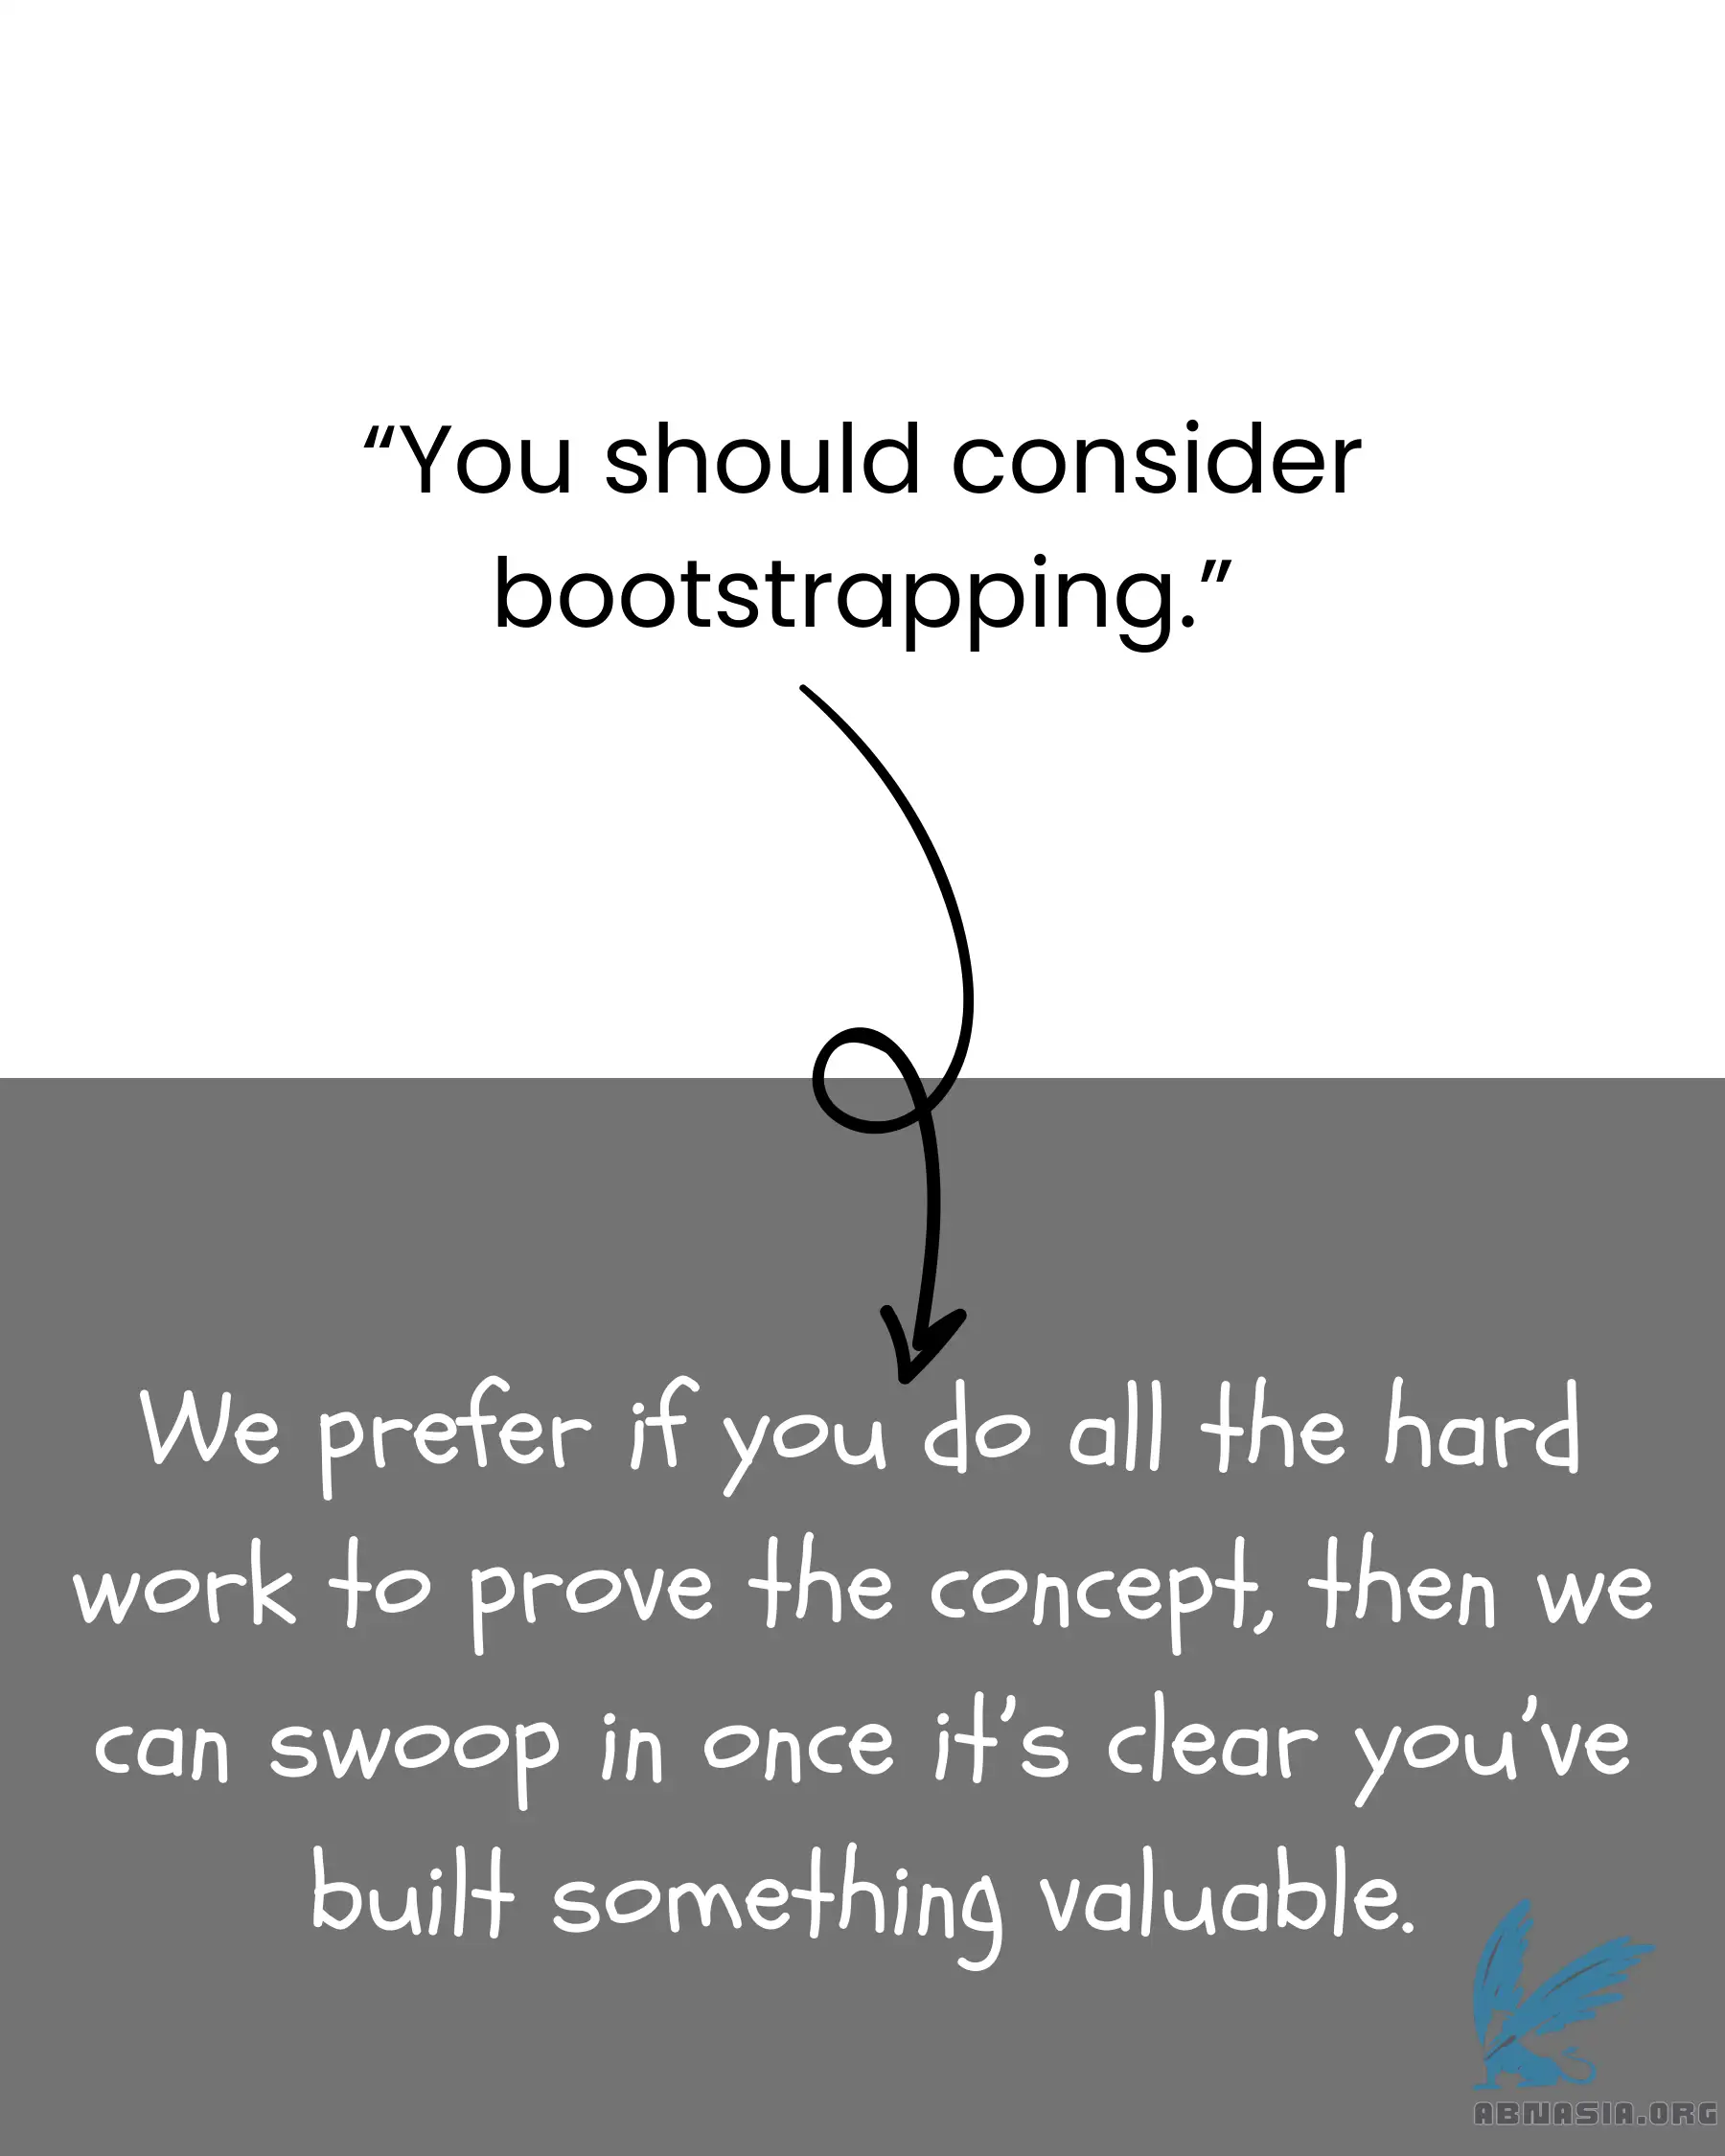 “You should consider
bootstrapping.”
We prefer if you do all the hard
work to prove the concept, then we
can swoop in once it’s clear you’ve
built something valuable.
ABNASIA.ORG